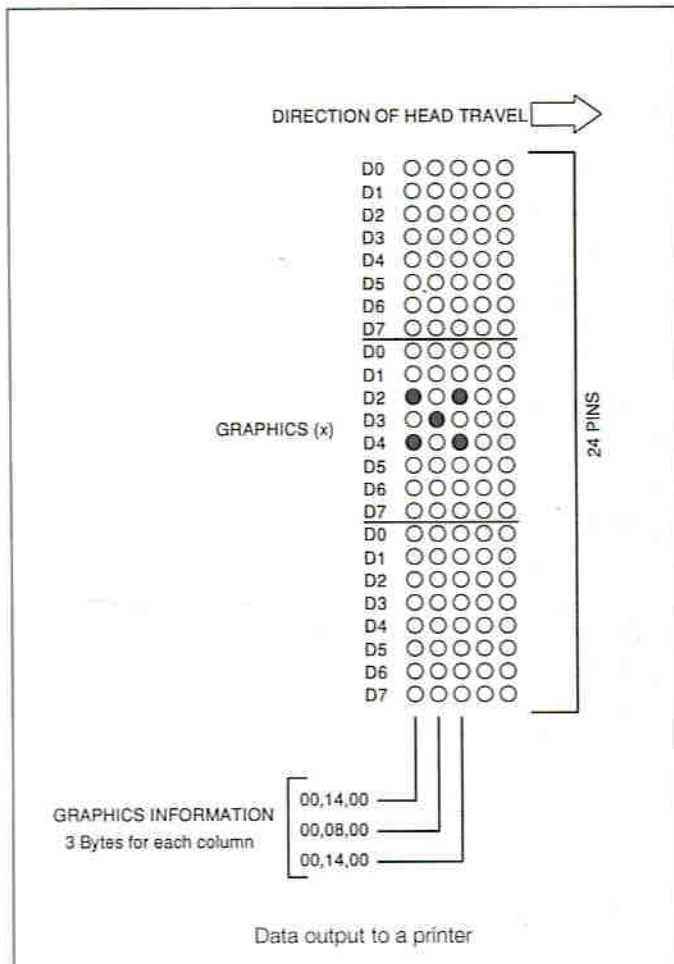 DIRECTION OF HEAD TRAVEL
D0
D1
D2
D3
D4
D5
D6
D7
D0
D1
D2
D3
D4
D5
D6
D7
D0
D1
D2
D3
D4
D5
D6
D7
GRAPHICS (x)
24 PINS
00,14,00
GRAPHICS INFORMATION
00,08,00
3 Bytes for each column
00,14,00
Data output to a printer